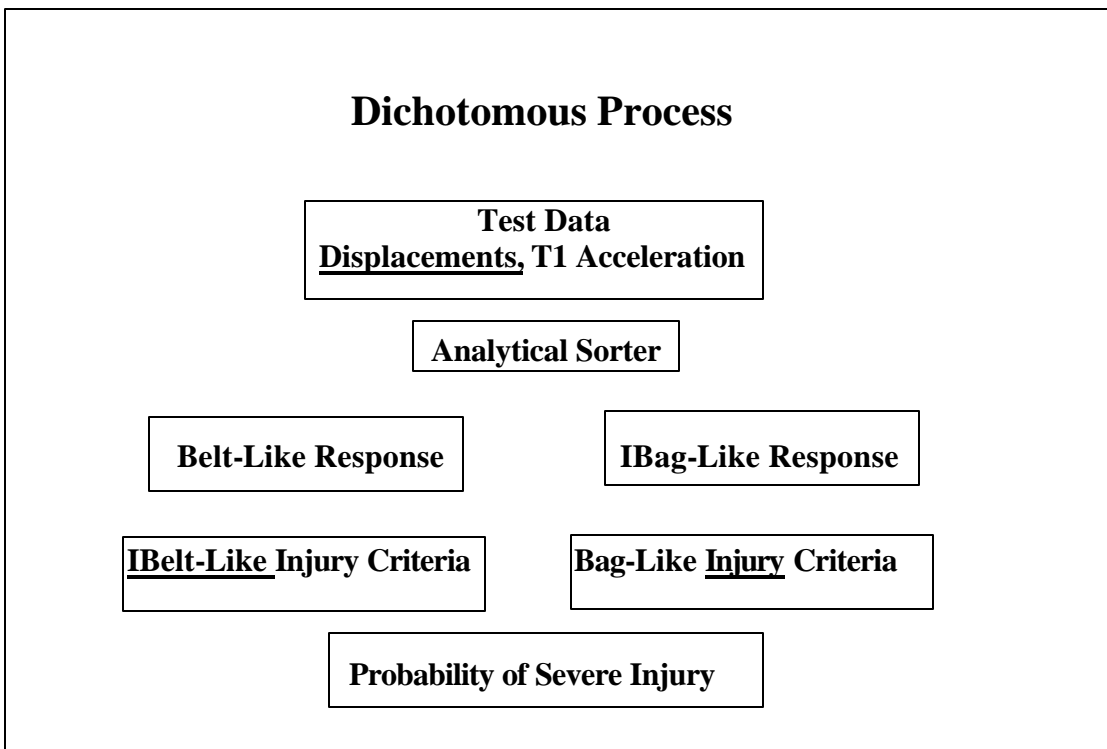 Dichotomous Process
Test Data
Displacements, T1 Acceleration
Analytical Sorter
Belt-Like Response
IBag-Like Response
IBelt-Like Injury Criteria
Bag-Like Injury Criteria
Probability of Severe Injury